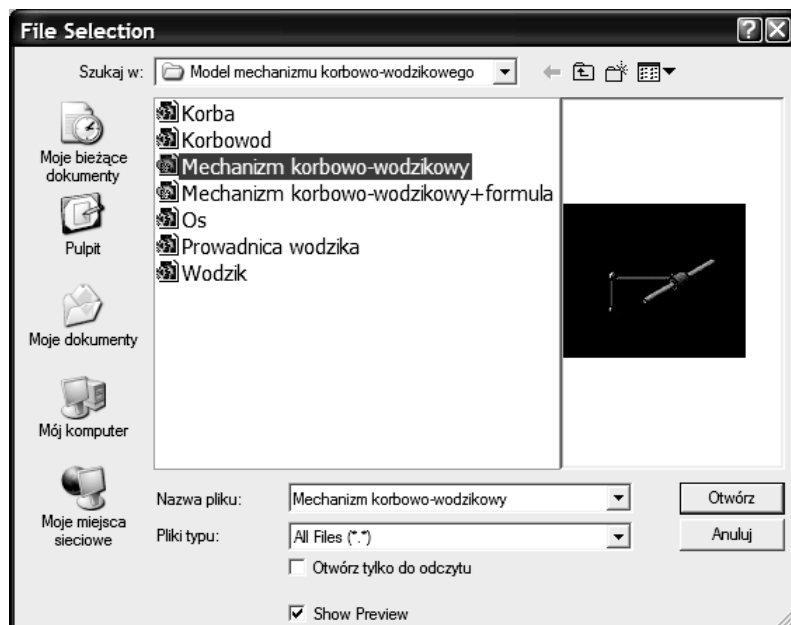 File Selection
Szukaj w:
Model mechanizmu korbowo-wodzikowego
Moje bieżące
dokumenty
Pulpit
Moje dokumenty
Mój komputer
Moje miejsca
sieciowe
Korba
Korbowod
Mechanizm korbowo-wodzikowy
Mechanizm korbowo-wodzikowy+formula
Os
Prowadnica wodzika
Wodzik
Nazwa pliku:
Mechanizm korbowo-wodzikowy
Otwórz
Pliki typu:
All Files (*.*)
Anuluj
Otwórz tylko do odczytu
Show Preview